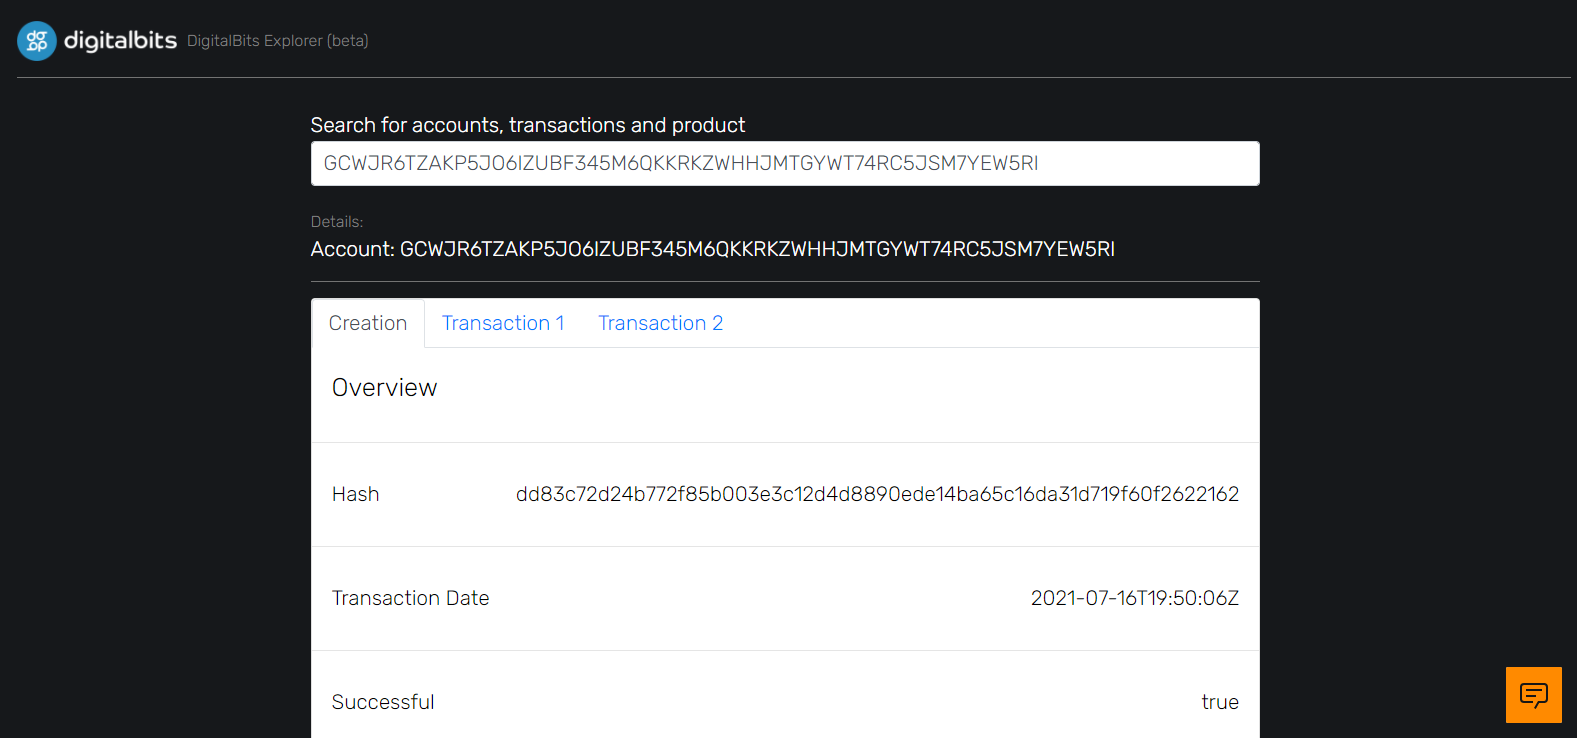 digitalbits DigitalBits Explorer (beta)
Search for accounts, transactions and product
GCWJR6TZAKP5JO6IZUBF345M6QKKRKZWHHJMTGYWT74RC5JSM7YEW5RI
Details:
Account: GCWJR6TZAKP5JO6IZUBF345M6QKKRKZWHHJMTGYWT74RC5JSM7YEW5RI
Creation Transaction 1 Transaction 2
Overview
Hash dd83c72d24b772f85b003e3c12d4d8890ede14ba65c16da31d719f60f2622162
Transaction Date 2021-07-16T19:50:06Z
Successful true